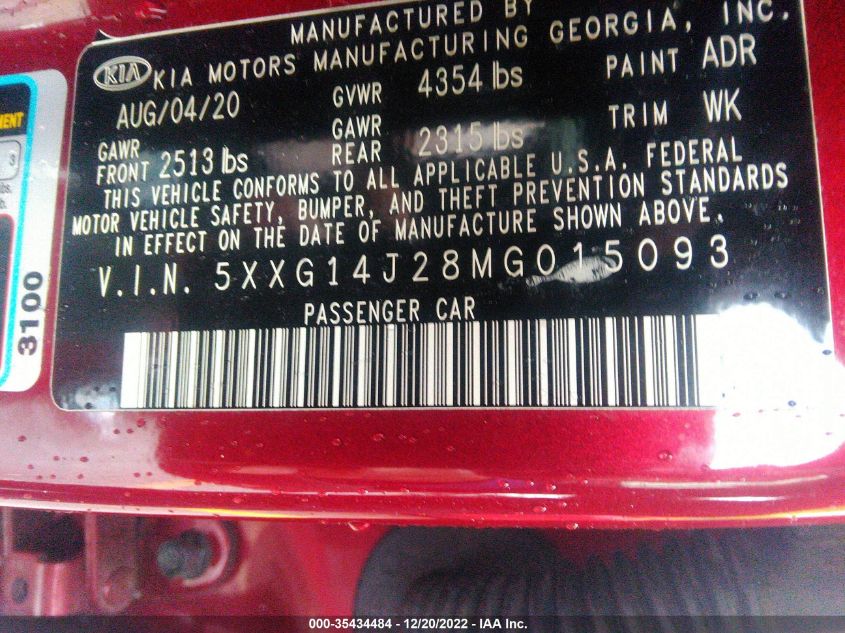 MANUFACTURED BY
KIA KIA MOTORS MANUFACTURING GEORGIA, INC.
AUG/04/20 GVWR 4354 lbs PAINT ADR
GAWR FRONT 2513 lbs GAWR REAR 2315 lbs TRIM WK
THIS VEHICLE CONFORMS TO ALL APPLICABLE U.S.A. FEDERAL
MOTOR VEHICLE SAFETY, BUMPER, AND THEFT PREVENTION STANDARDS
IN EFFECT ON THE DATE OF MANUFACTURE SHOWN ABOVE.
V.I.N. 5XXG14J28MG015093
PASSENGER CAR
3100
000-35434484 - 12/20/2022 - IAA Inc.